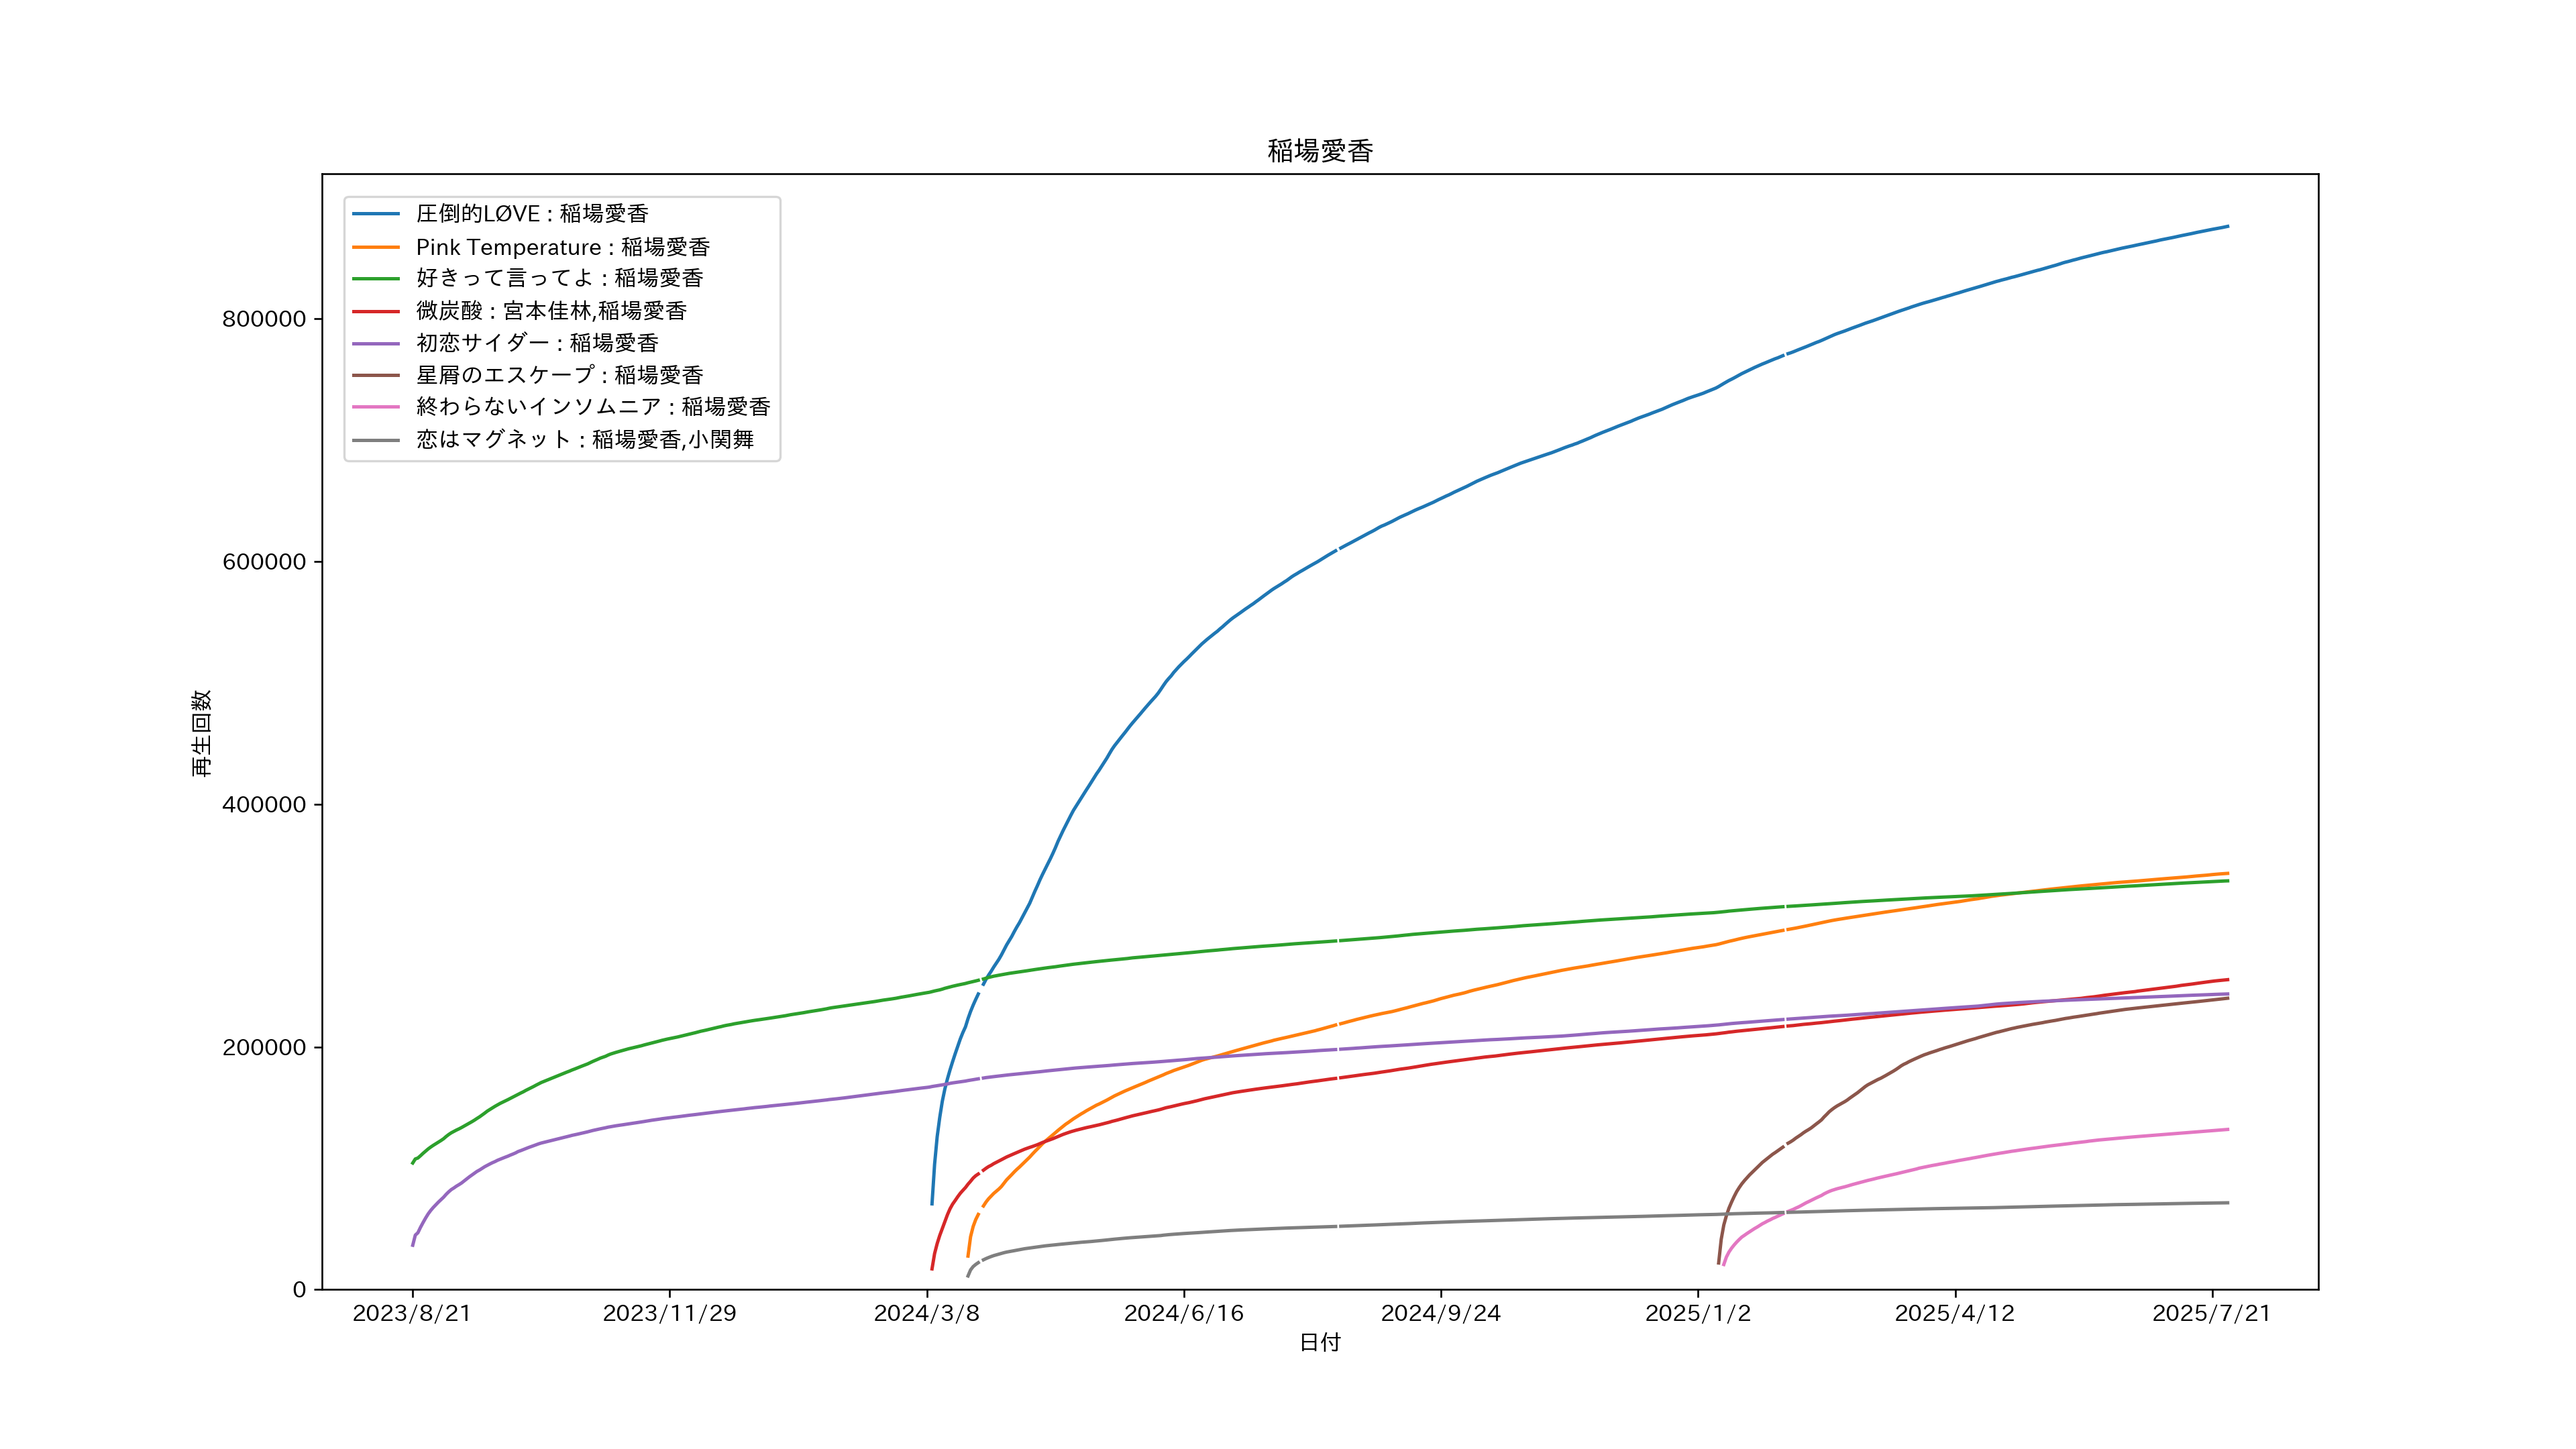 稲場愛香
圧倒的LØVE : 稲場愛香
Pink Temperature : 稲場愛香
好きって言ってよ : 稲場愛香
微炭酸 : 宮本佳林,稲場愛香
初恋サイダー : 稲場愛香
星屑のエスケープ : 稲場愛香
終わらないインソムニア : 稲場愛香
恋はマグネット : 稲場愛香,小関舞
800000
600000
400000
200000
0
再生回数
2023/8/21
2023/11/29
2024/3/8
2024/6/16
2024/9/24
2025/1/2
2025/4/12
2025/7/21
日付